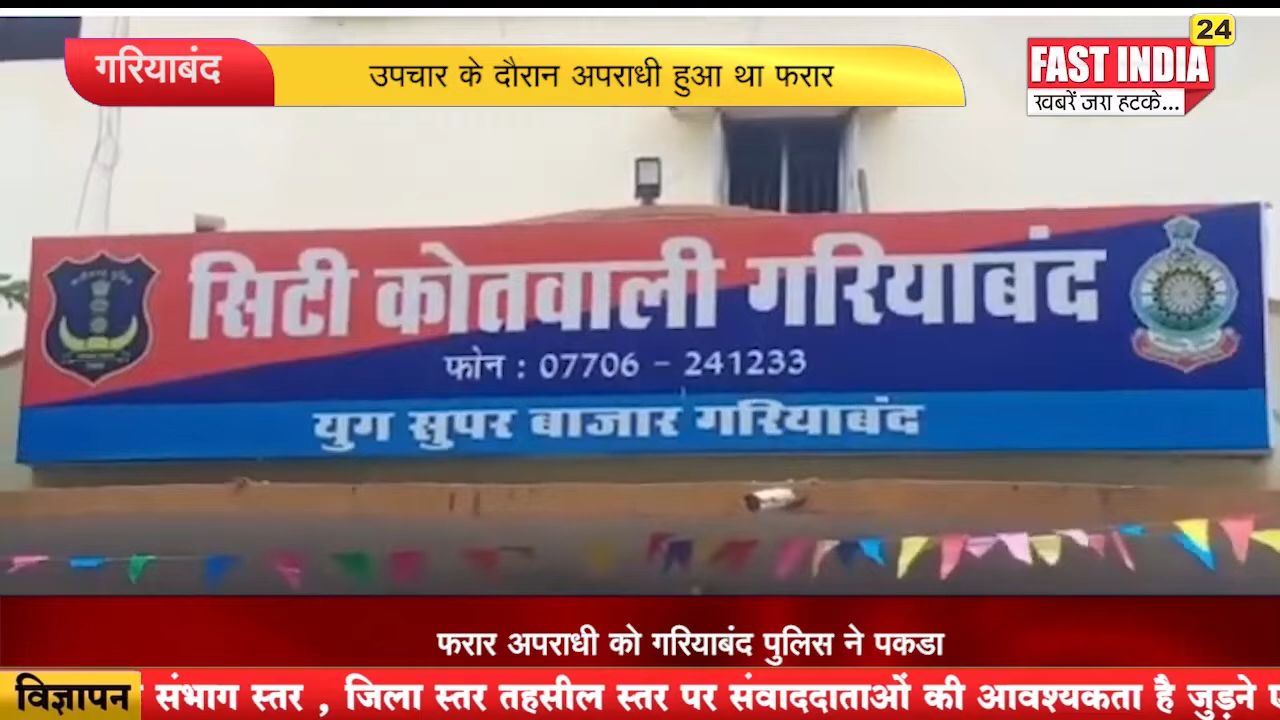 24
गरियाबंद
उपचार के दौरान अपराधी हुआ था फरार
FAST INDIA
खबरें जरा हटके...
सिटी कोतवाली गरियाबंद
फोन : 07706 - 241233
युग सुपर बाजार गरियाबंद
फरार अपराधी को गरियाबंद पुलिस ने पकडा
विज्ञापन
संभाग स्तर , जिला स्तर तहसील स्तर पर संवाददाताओं की आवश्यकता है जुड़ने